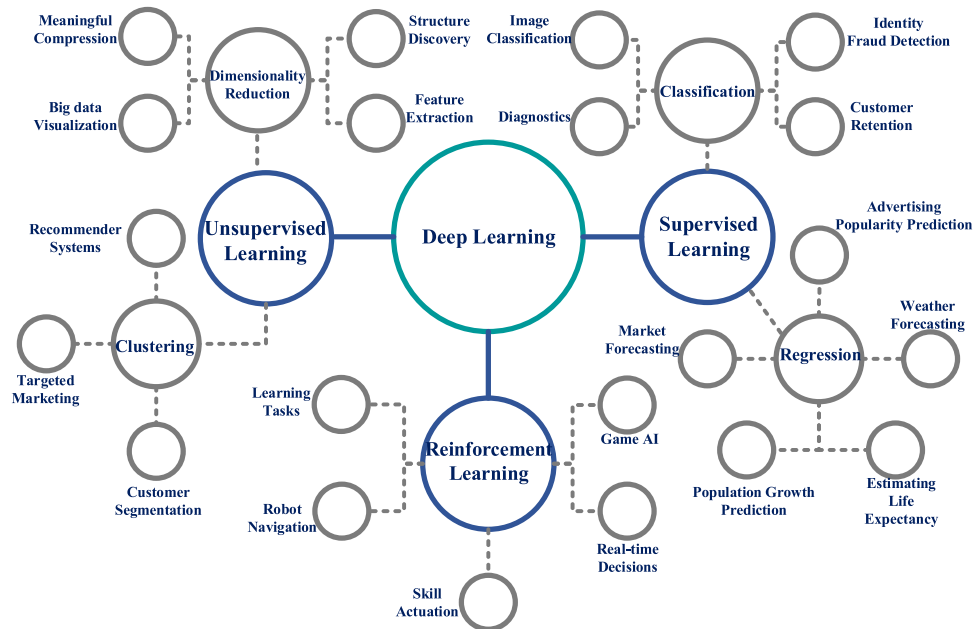 Meaningful
Compression
Big data
Visualization
Dimensionality
Reduction
Structure
Discovery
Feature
Extraction
Image
Classification
Diagnostics
Classification
Identity
Fraud Detection
Customer
Retention
Unsupervised
Learning
Deep Learning
Supervised
Learning
Recommender
Systems
Clustering
Targeted
Marketing
Customer
Segmentation
Advertising
Popularity Prediction
Market
Forecasting
Regression
Weather
Forecasting
Population Growth
Prediction
Estimating
Life
Expectancy
Learning
Tasks
Robot
Navigation
Reinforcement
Learning
Game AI
Real-time
Decisions
Skill
Actuation